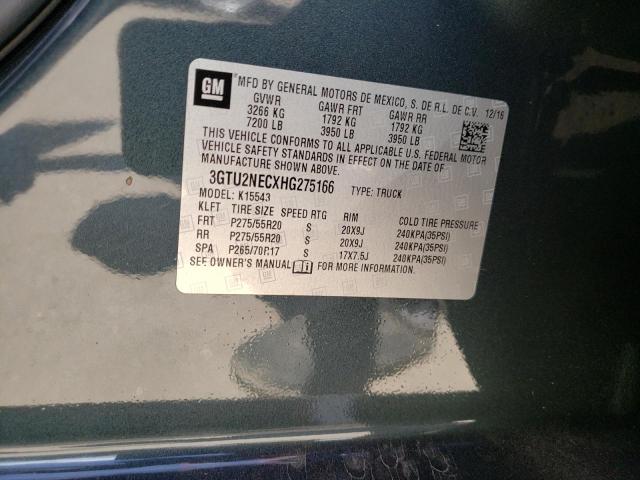 GM MFD BY GENERAL MOTORS DE MEXICO, S. DE R.L. DE C.V. 12/16
GVWR GAWR FRT GAWR RR
3266 KG 1792 KG 1792 KG
7200 LB 3950 LB 3950 LB
THIS VEHICLE CONFORMS TO ALL APPLICABLE U.S. FEDERAL MOTOR
VEHICLE SAFETY STANDARDS IN EFFECT ON THE DATE OF
MANUFACTURE SHOWN ABOVE.
3GTU2NECXHG275166 TYPE: TRUCK
MODEL: K15543
KLFT TIRE SIZE SPEED RTG RIM COLD TIRE PRESSURE
FRT P275/55R20 S 20X9J 240KPA(35PSI)
RR P275/55R20 S 20X9J 240KPA(35PSI)
SPA P265/70R17 S 17X7.5J 240KPA(35PSI)
SEE OWNER'S MANUAL FOR MORE INFORMATION.